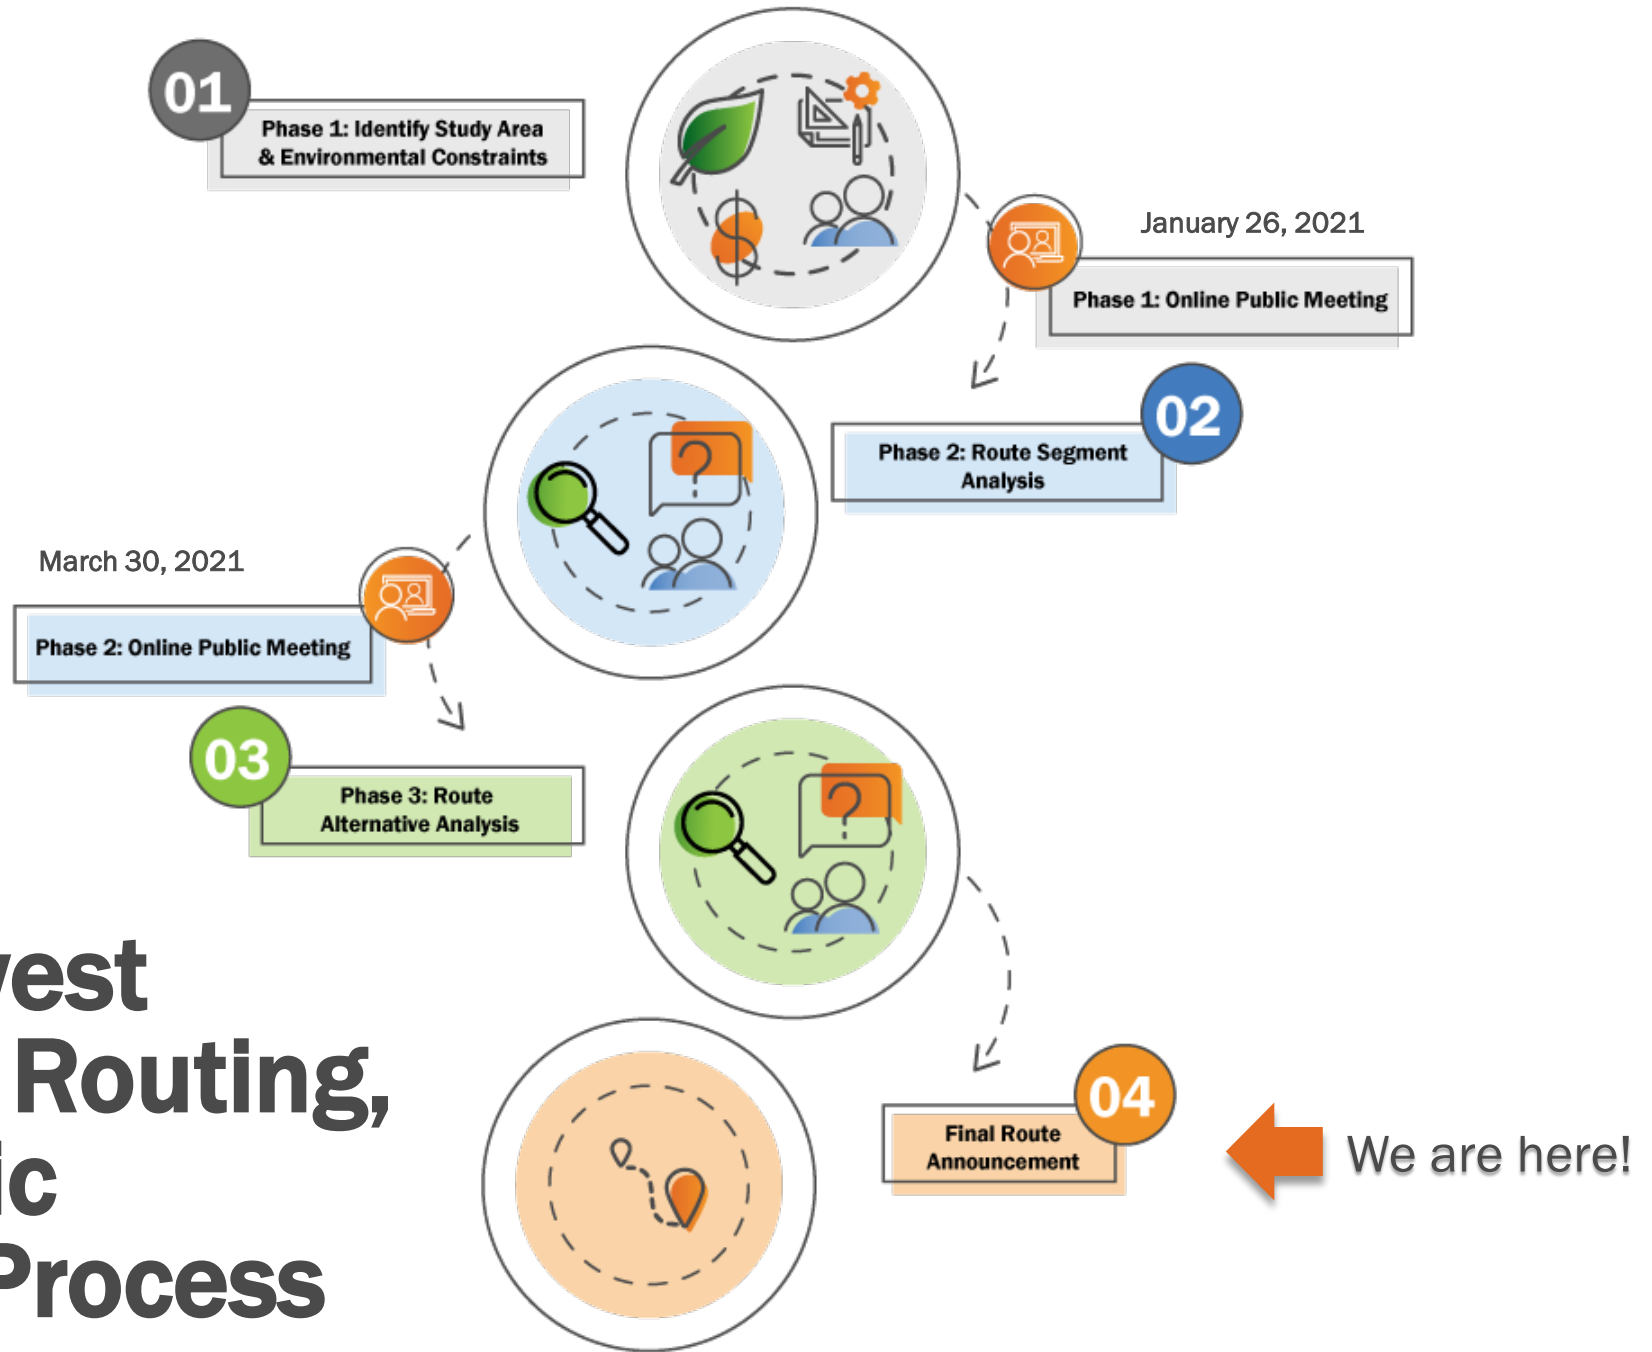 01
Phase 1: Identify Study Area
& Environmental Constraints
January 26, 2021
Phase 1: Online Public Meeting
02
Phase 2: Route Segment
Analysis
?
March 30, 2021
Phase 2: Online Public Meeting
03
Phase 3: Route
Alternative Analysis
?
04
Final Route
Announcement
We are here!
Routing,
Process